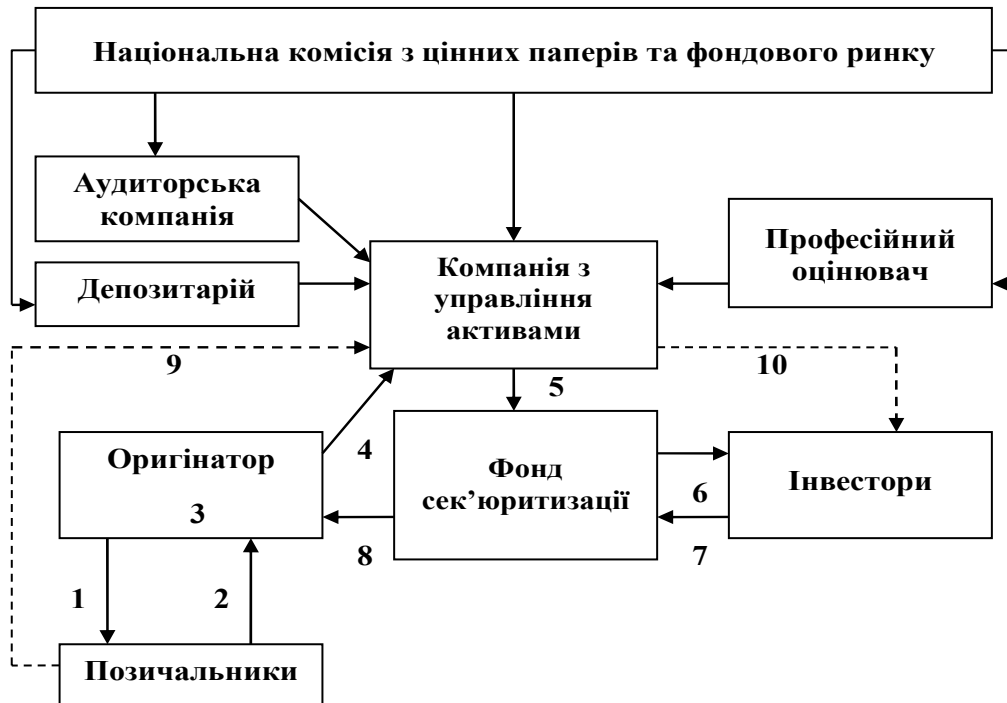 Національна комісія з цінних паперів та фондового ринку
Аудиторська
компанія
Професійний
оцінювач
Компанія з
управління
активами
Депозитарій
9
10
5
Оригінатор
3
4
Фонд
сек’юритизації
6
Інвестори
8
7
1
2
Позичальники